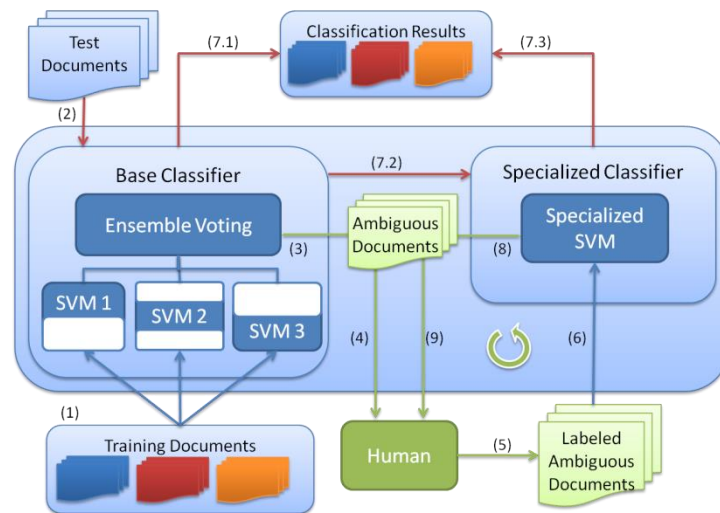 Test
Documents
(7.1)
Classification Results
(7.3)
(2)
Base Classifier
(7.2)
Specialized Classifier
Ensemble Voting
(3)
Ambiguous
Documents
(8)
Specialized
SVM
SVM 1
SVM 2
SVM 3
(4)
(9)
(6)
(1)
Training Documents
Human
(5)
Labeled
Ambiguous
Documents